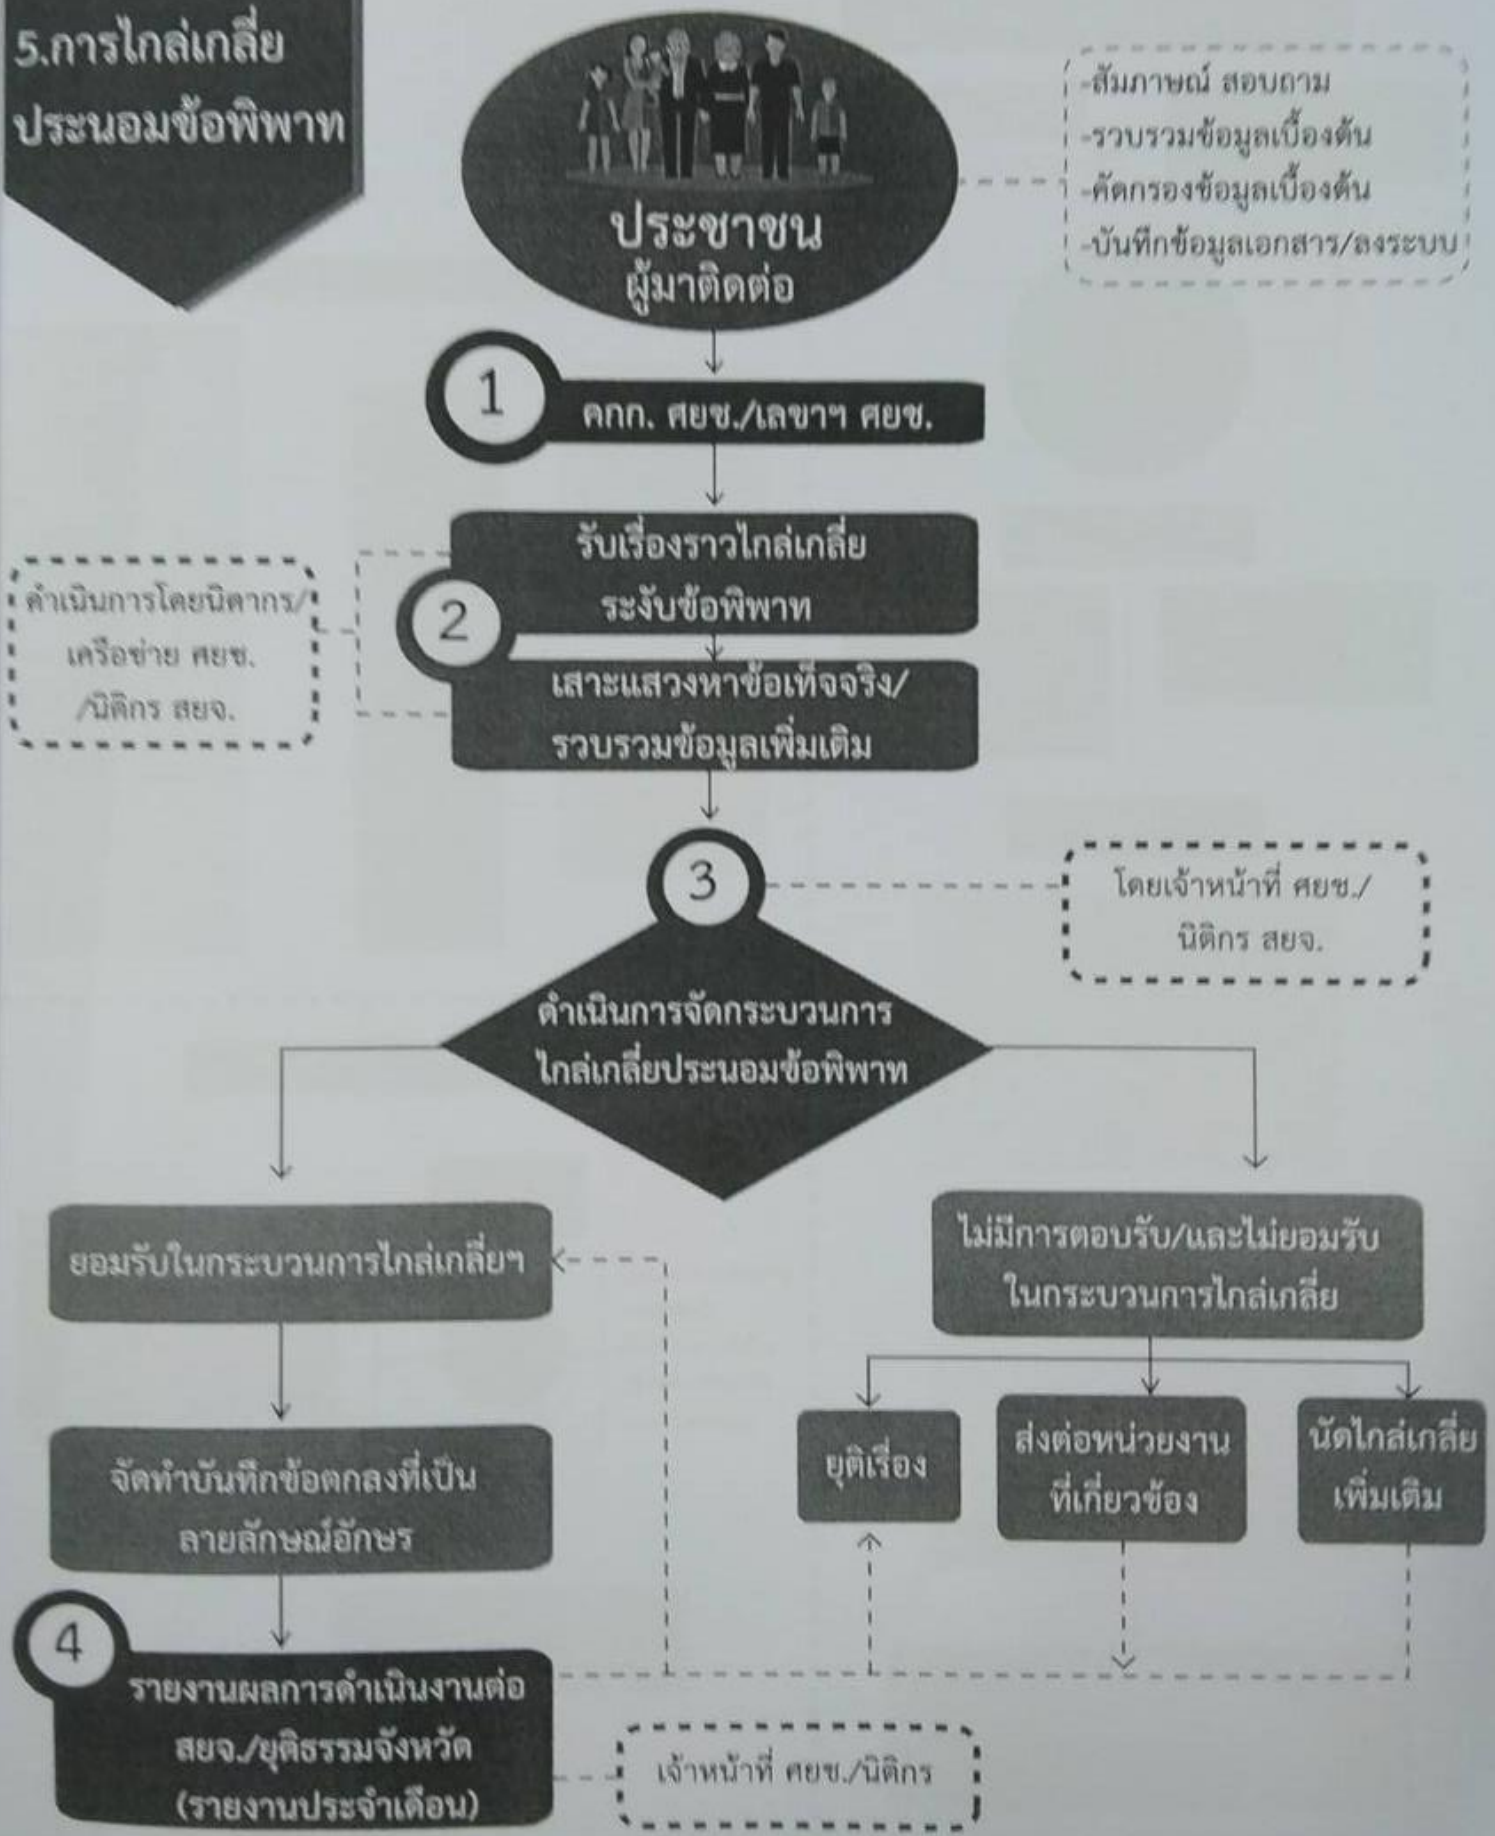 5.การไกล่เกลี่ย
ประนอมข้อพิพาท
ประชาชน
ผู้มาติดต่อ
-สัมภาษณ์ สอบถาม
-รวบรวมข้อมูลเบื้องต้น
-คัดกรองข้อมูลเบื้องต้น
-บันทึกข้อมูลเอกสาร/ลงระบบ
1
คกก. ศยช./เลขาฯ ศยช.
รับเรื่องราวไกล่เกลี่ย
ระงับข้อพิพาท
2
ดำเนินการโดยนิตากร/
เครือข่าย ศยช.
/นิติกร สยจ.
เสาะแสวงหาข้อเท็จจริง/
รวบรวมข้อมูลเพิ่มเติม
3
โดยเจ้าหน้าที่ ศยช./
นิติกร สยจ.
ดำเนินการจัดกระบวนการ
ไกล่เกลี่ยประนอมข้อพิพาท
ยอมรับในกระบวนการไกล่เกลี่ยฯ
ไม่มีการตอบรับ/และไม่ยอมรับ
ในกระบวนการไกล่เกลี่ย
จัดทำบันทึกข้อตกลงที่เป็น
ลายลักษณ์อักษร
ยุติเรื่อง
ส่งต่อหน่วยงาน
ที่เกี่ยวข้อง
นัดไกล่เกลี่ย
เพิ่มเติม
4
รายงานผลการดำเนินงานต่อ
สยจ./ยุติธรรมจังหวัด
(รายงานประจำเดือน)
เจ้าหน้าที่ ศยช./นิติกร